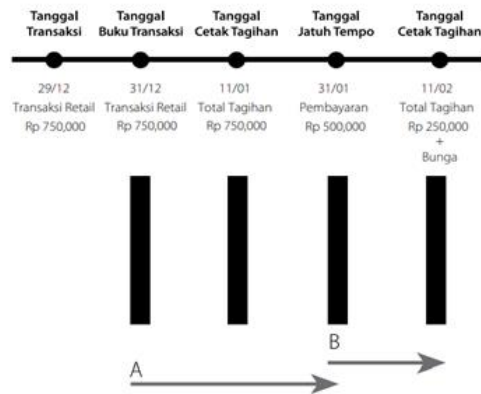 Tanggal
Transaksi
Tanggal
Buku Transaksi
Tanggal
Cetak Tagihan
Tanggal
Jatuh Tempo
Tanggal
Cetak Tagihan
29/12
Transaksi Retail
Rp 750,000
31/12
Transaksi Retail
Rp 750,000
11/01
Total Tagihan
Rp 750,000
31/01
Pembayaran
Rp 500,000
11/02
Total Tagihan
Rp 250,000
+
Bunga
B
A